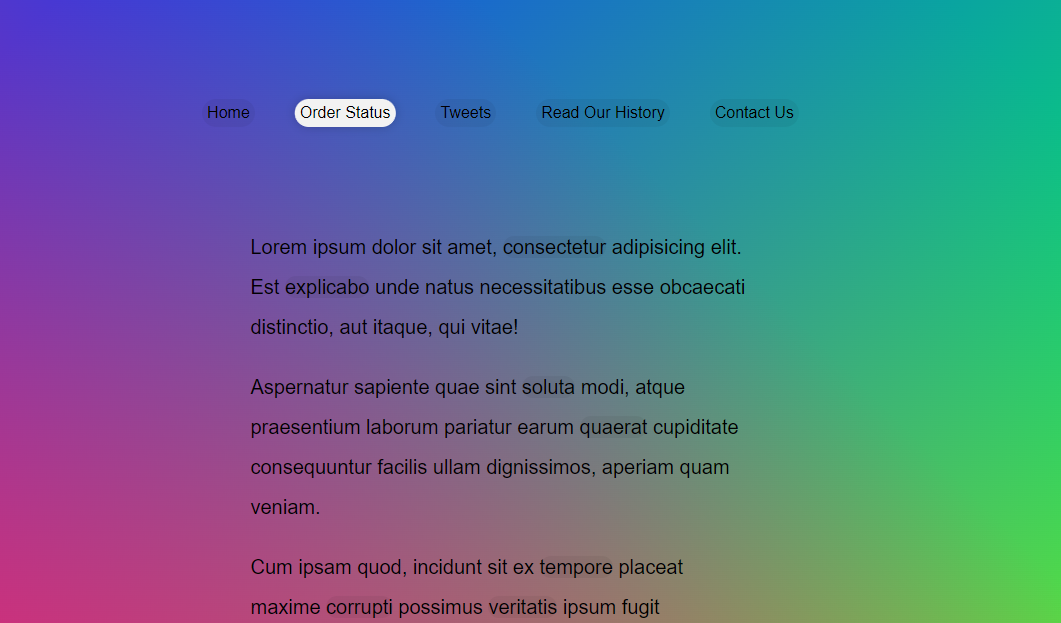 Home Order Status Tweets Read Our History Contact Us
Lorem ipsum dolor sit amet, consectetur adipisicing elit.
Est explicabo unde natus necessitatibus esse obcaecati
distinctio, aut itaque, qui vitae!
Aspernatur sapiente quae sint soluta modi, atque
praesentium laborum pariatur earum quaerat cupiditate
consequuntur facilis ullam dignissimos, aperiam quam
veniam.
Cum ipsam quod, incidunt sit ex tempore placeat
maxime corrupti possimus veritatis ipsum fugit